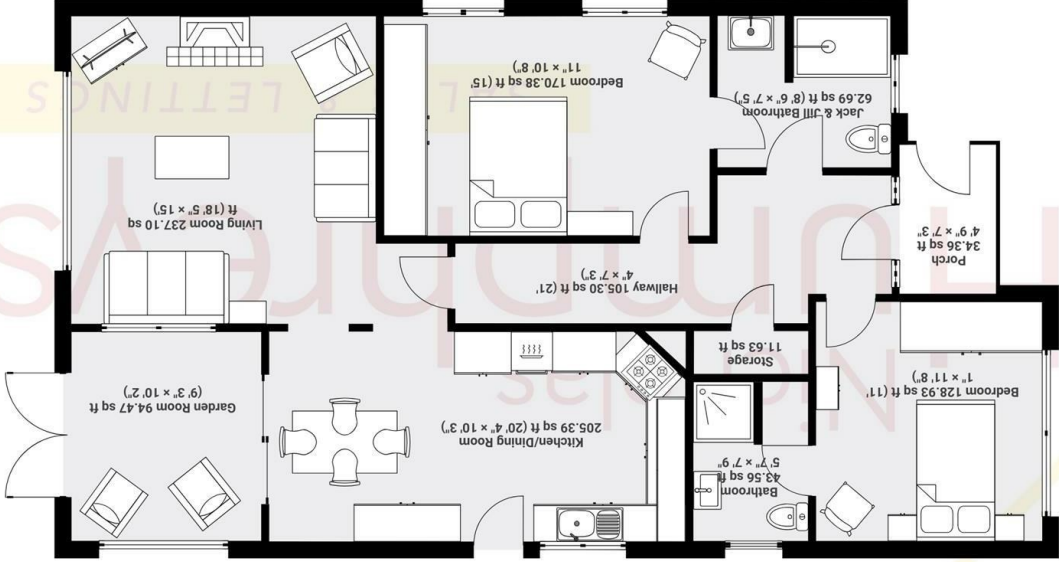 Bathroom
43.56 sq ft
5' 7" × 7' 9"
Kitchen/Dining Room
205.39 sq ft (20' 4" × 10' 3")
Garden Room 94.47 sq ft
(9' 3" × 10' 2")
Bedroom 128.93 sq ft (11'
1" × 11' 8")
Storage
11.63 sq ft
Nicholas
Hallway 105.30 sq ft (21'
4" × 7' 3")
Porch
34.36 sq ft
4' 9" × 7' 3"
Humphreys
Living Room 237.10 sq
ft (18' 5" × 15')
Jack & Jill Bathroom
62.69 sq ft (8' 6" × 7' 5")
Bedroom 170.38 sq ft (15'
11" × 10' 8")
SALES & LETTINGS